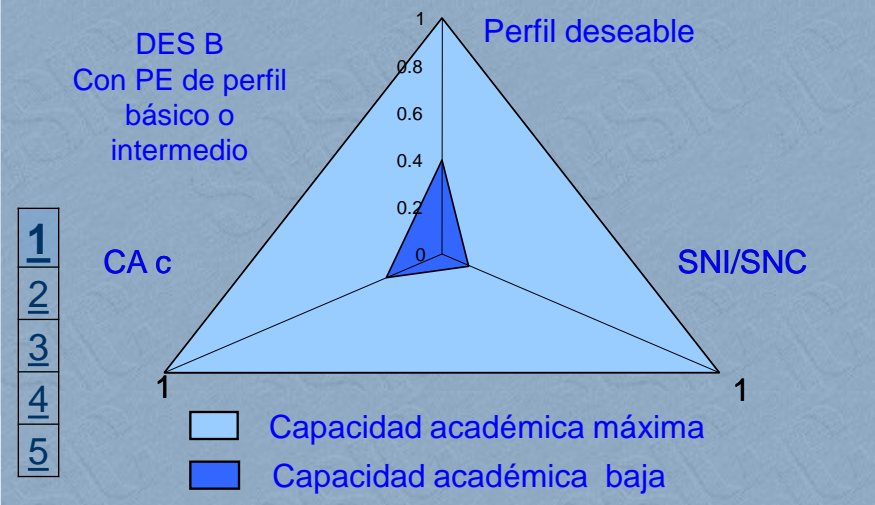 DES B
Con PE de perfil
básico o
intermedio
Perfil deseable
1
0.8
0.6
0.4
0.2
0
CA c
SNI/SNC
1
1
1
2
3
4
5
Capacidad académica máxima
Capacidad académica baja